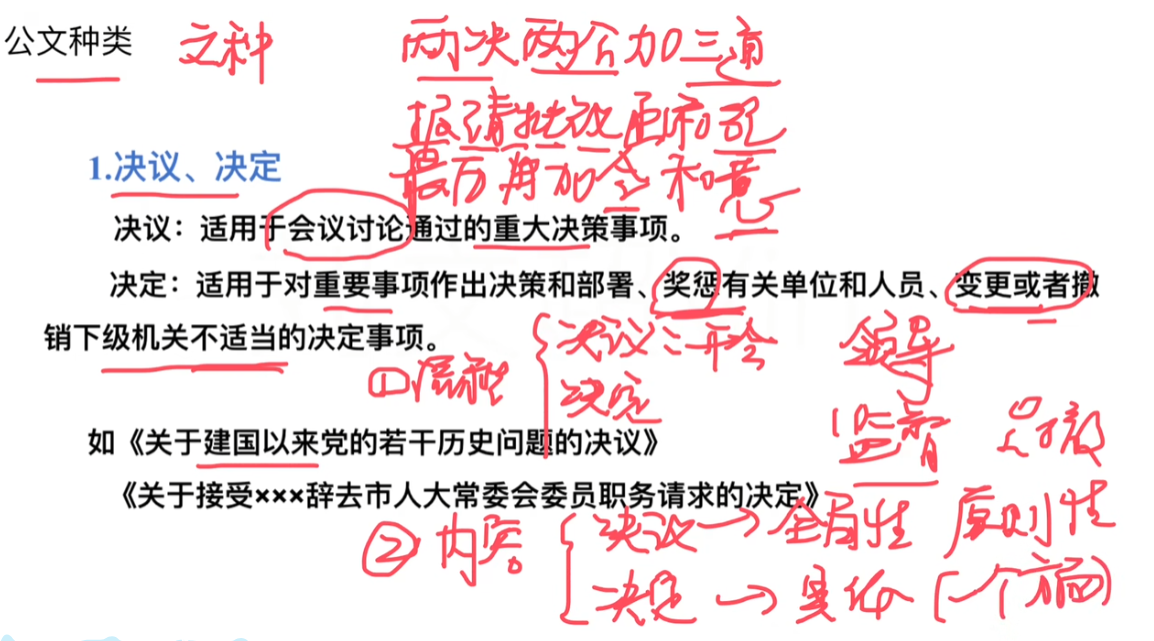 公文种类 文种 两决两公加三通
报请批议函和纪
最后再加令和意
1.决议、决定
决议：适用于会议讨论通过的重大决策事项。
决定：适用于对重要事项作出决策和部署、奖惩有关单位和人员、变更或者撤
销下级机关不适当的决定事项。
决议：开会 领导
①流程 决定
监督
如《关于建国以来党的若干历史问题的决议》
《关于接受×××辞去市人大常委会委员职务请求的决定》
②内容 决议→全局性 原则性
决定→具体(一个方面)